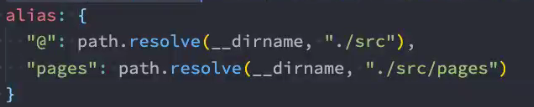 alias: {
"@": path.resolve(__dirname, "./src"),
"pages": path.resolve(__dirname, "./src/pages")
}